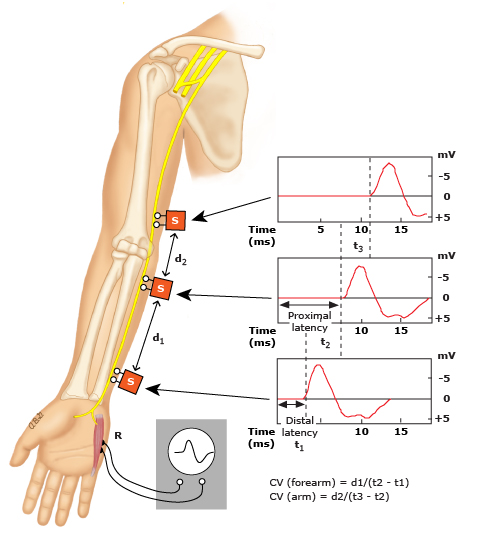 S
d2
S
d1
S
R
mV
-5
0
+5
Time
(ms)
5
10
15
t3
mV
-5
0
+5
Proximal
latency
t2
Time
(ms)
10
15
mV
-5
0
+5
Distal
latency
t1
Time
(ms)
10
15
CV (forearm) = d1/(t2 - t1)
CV (arm) = d2/(t3 - t2)